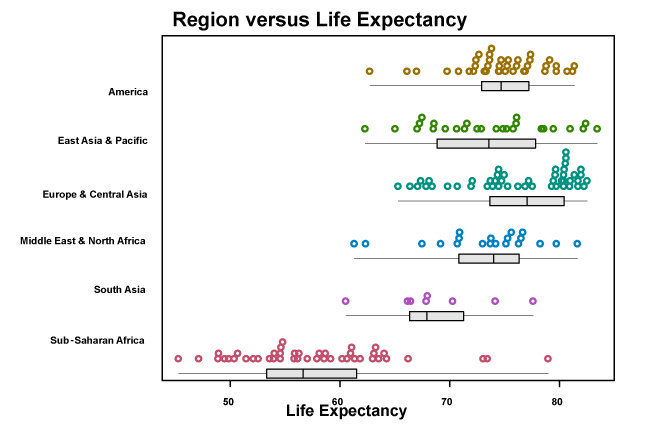 Region versus Life Expectancy
America
East Asia & Pacific
Europe & Central Asia
Middle East & North Africa
South Asia
Sub-Saharan Africa
50 60 70 80
Life Expectancy